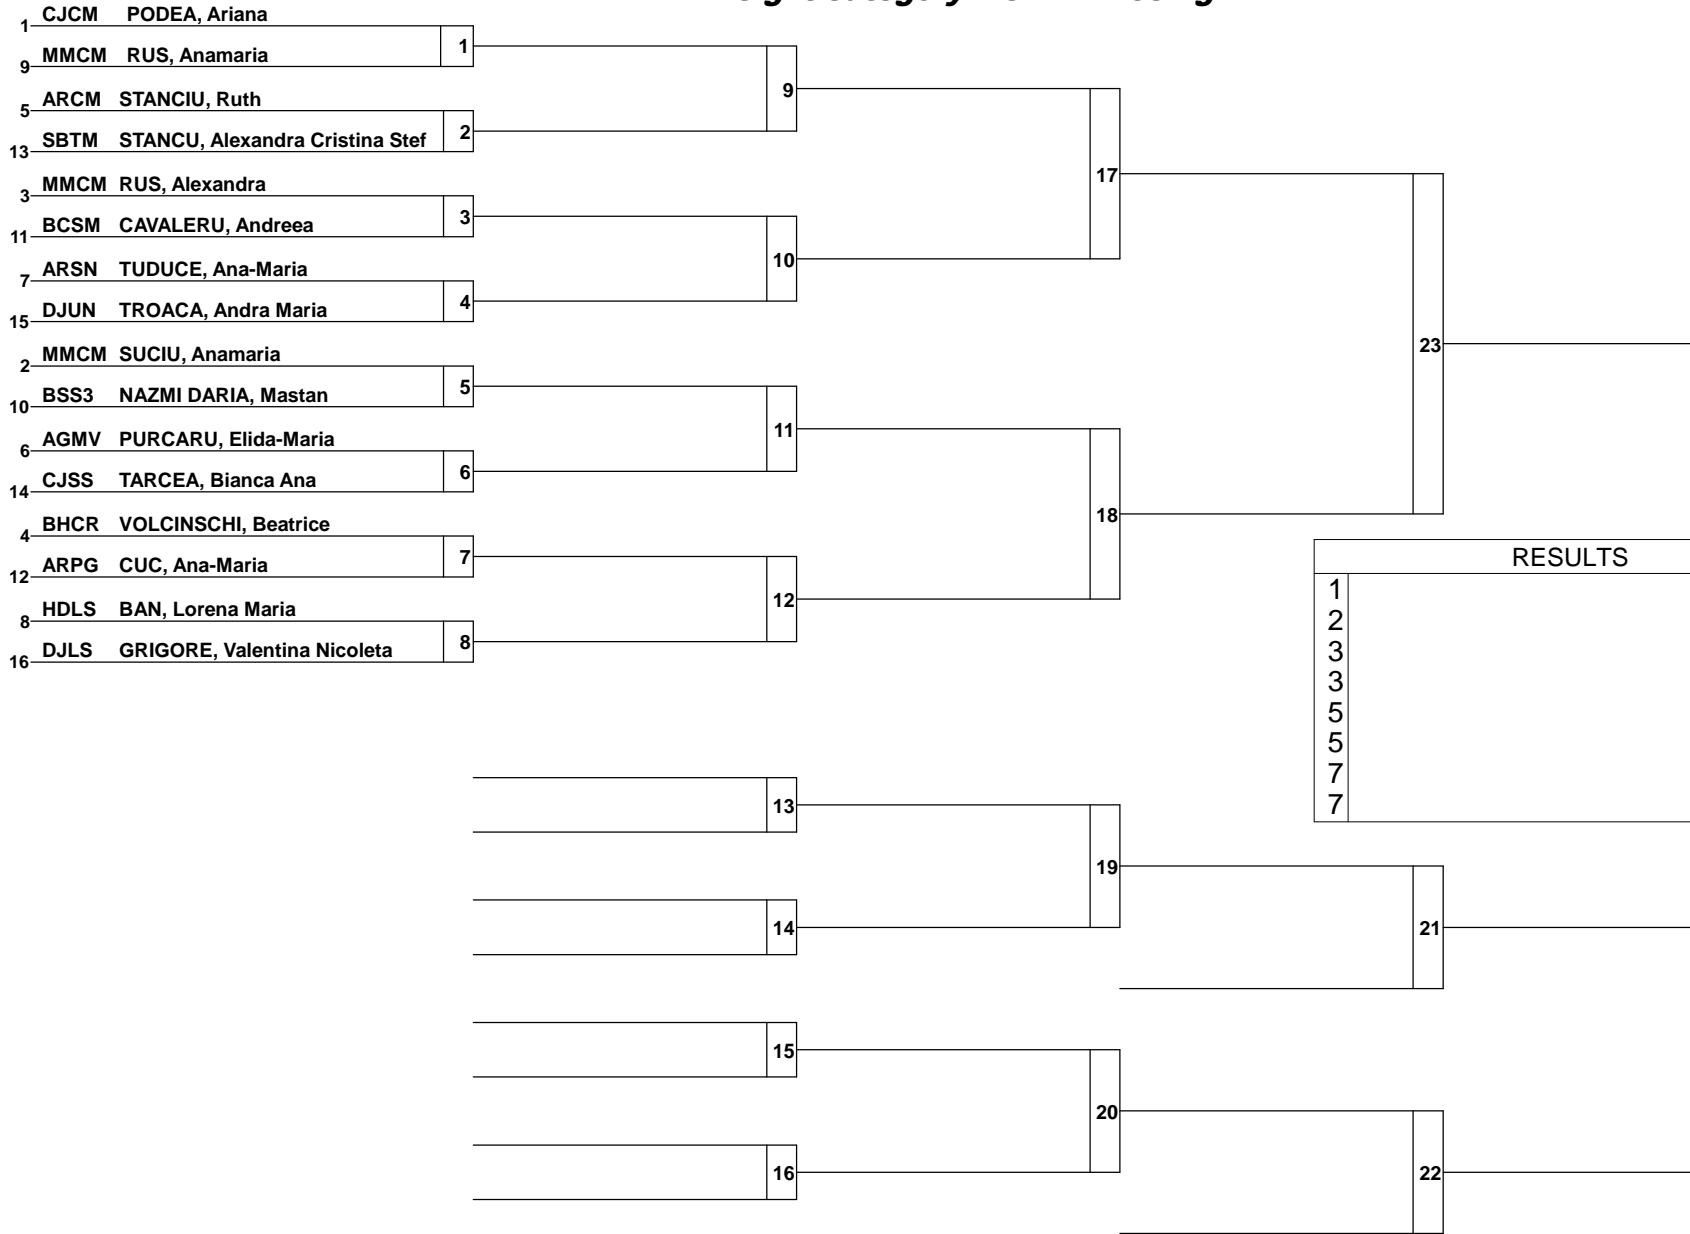 1 CJCM PODEA, Ariana
9 MMCM RUS, Anamaria
1
5 ARCM STANCIU, Ruth
13 SBTM STANCU, Alexandra Cristina Stef
2
3 MMCM RUS, Alexandra
11 BCSM CAVALERU, Andreea
3
7 ARSN TUDUCE, Ana-Maria
15 DJUN TROACA, Andra Maria
4
2 MMCM SUCIU, Anamaria
10 BSS3 NAZMI DARIA, Mastan
5
6 AGMV PURCARU, Elida-Maria
14 CJSS TARCEA, Bianca Ana
6
4 BHCR VOLCINSCHI, Beatrice
12 ARPG CUC, Ana-Maria
7
8 HDLS BAN, Lorena Maria
16 DJLS GRIGORE, Valentina Nicoleta
8
9
10
11
12
17
18
23
RESULTS
1
2
3
3
5
5
7
7
13
14
15
16
19
20
21
22